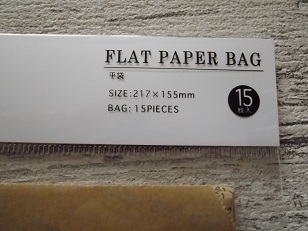 FLAT PAPER BAG
平袋
SIZE:217×155mm
BAG: 15PIECES
15
枚入